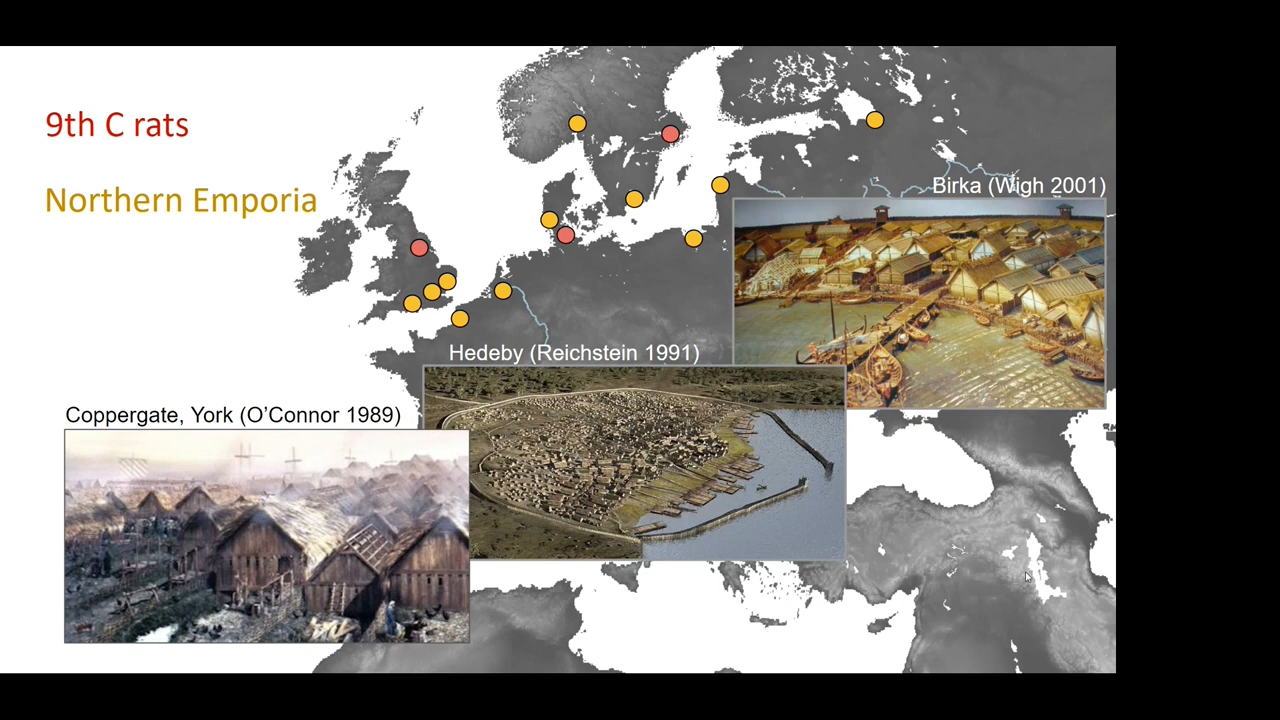 9th C rats
Northern Emporia
Birka (Wigh 2001)
Hedeby (Reichstein 1991)
Coppergate, York (O'Connor 1989)